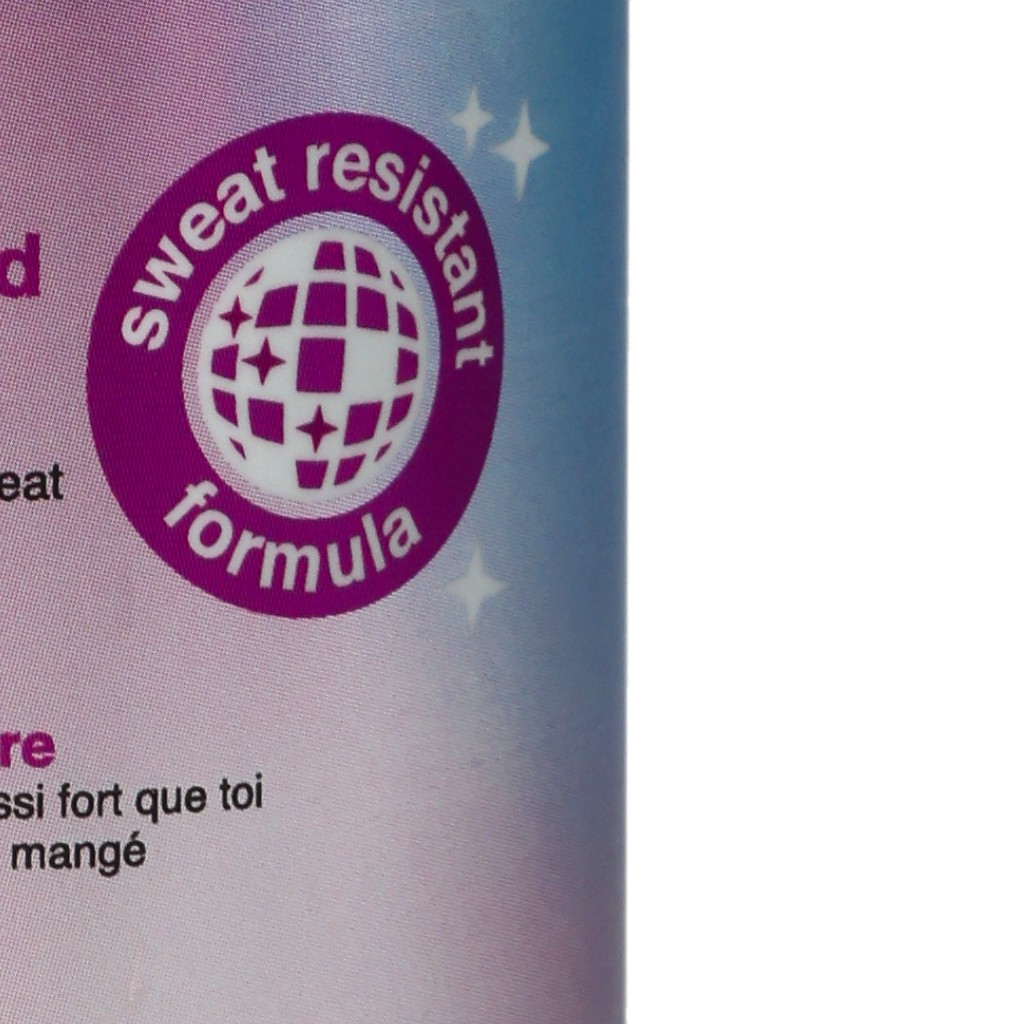 sweat resistant
formula
d
eat
re
ssi fort que toi
mangé